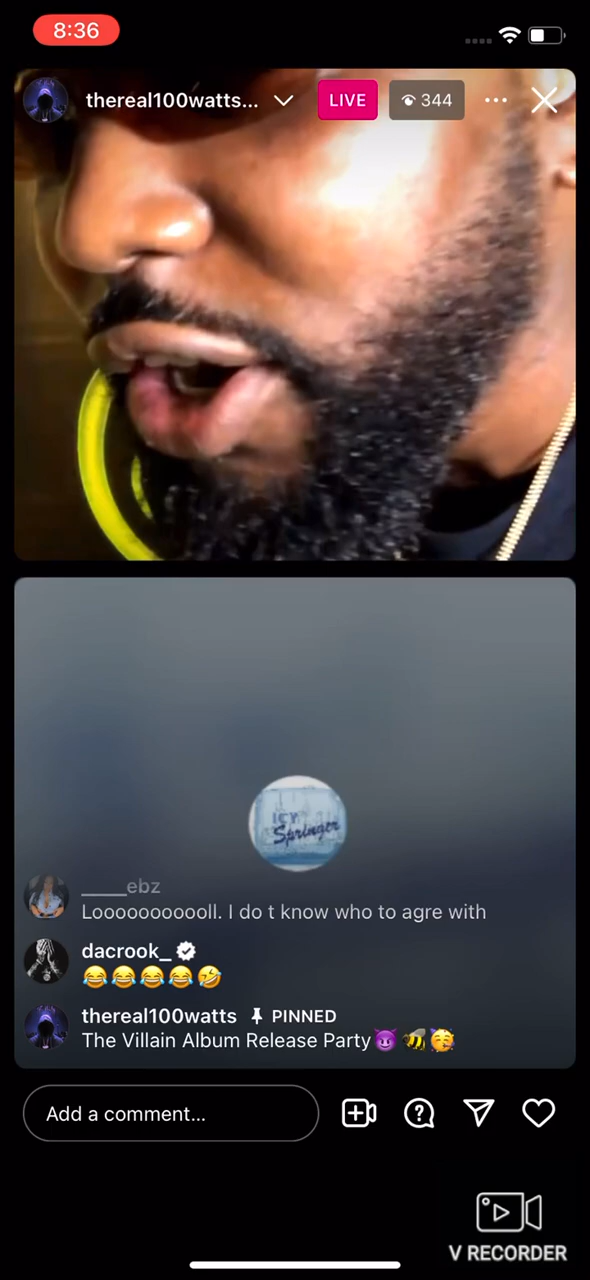 8:36
thereal100watts...
LIVE
344
ICY
Springer
_____ebz
Looooooooooll. I do t know who to agre with
dacrook_
😂😂😂😂🤣
thereal100watts PINNED
The Villain Album Release Party😈🐝🥳
Add a comment...
V RECORDER